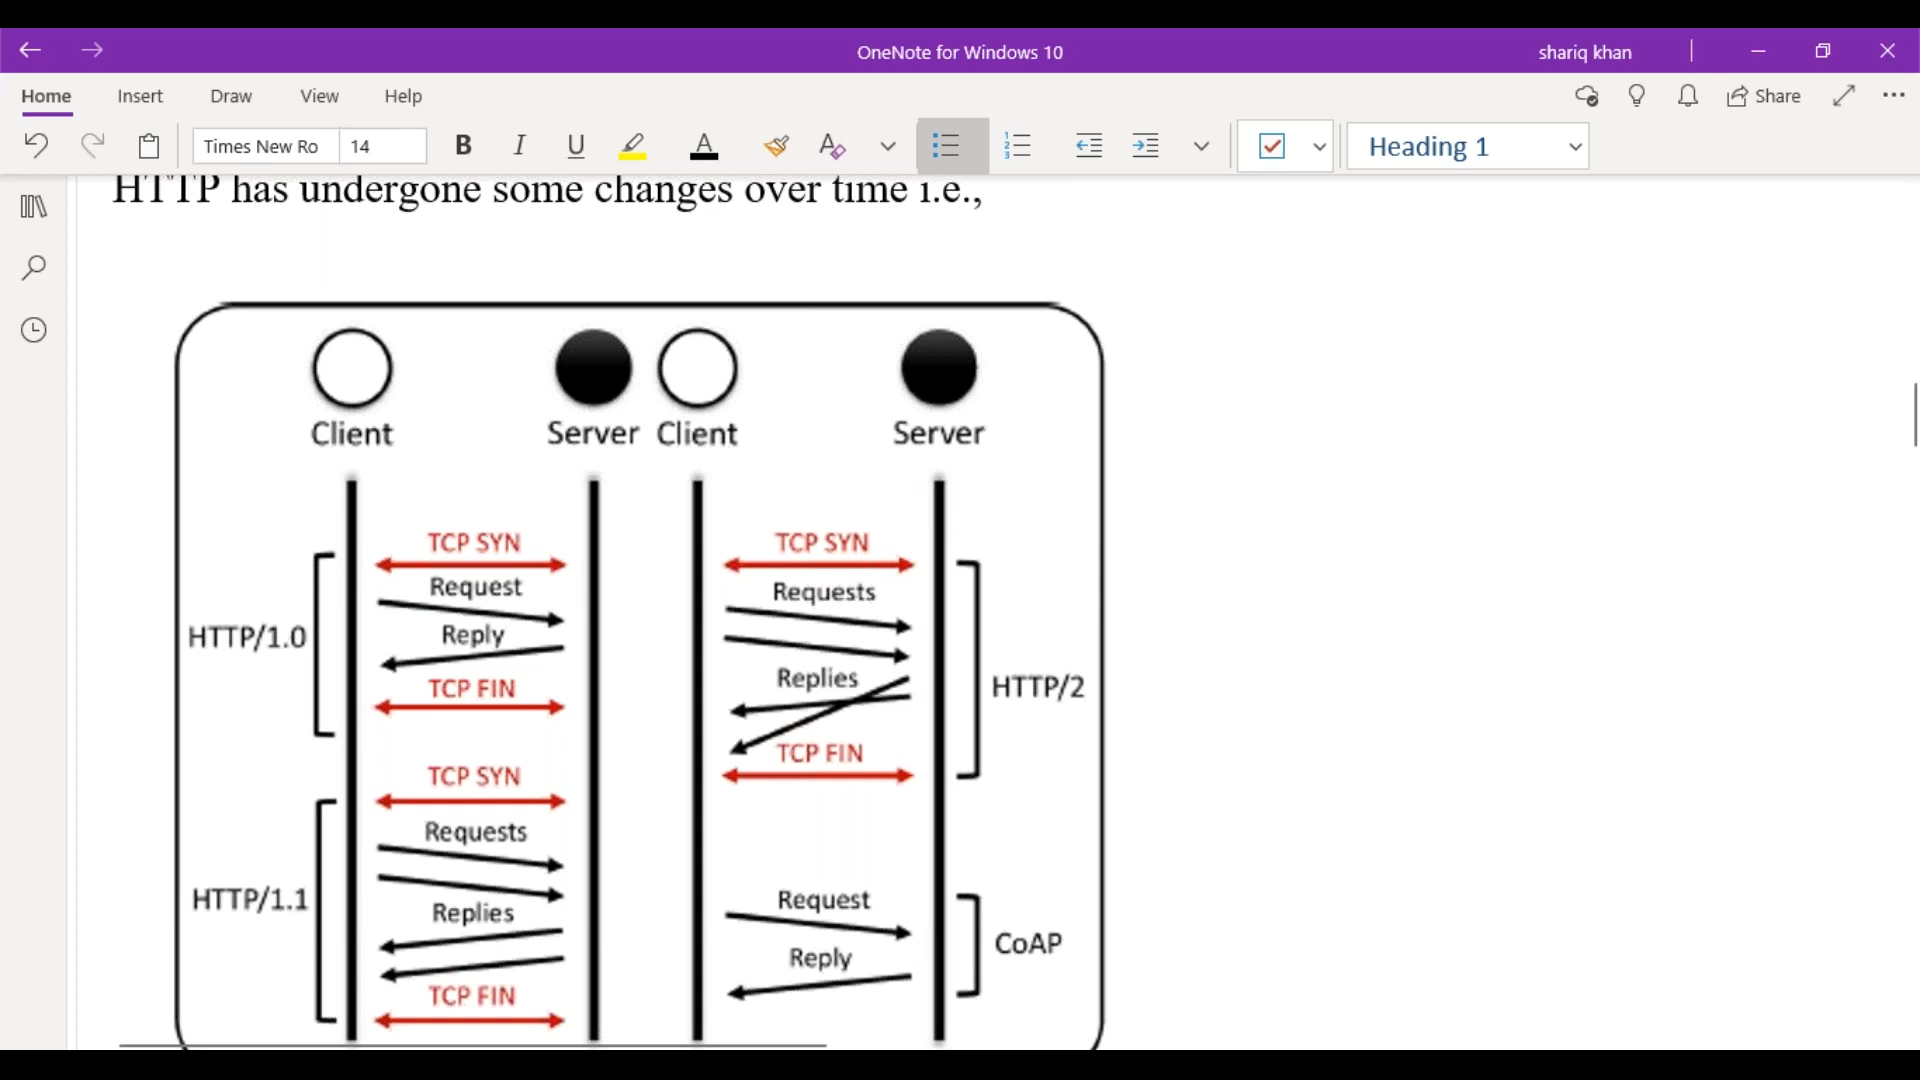 OneNote for Windows 10
shariq khan
Home Insert Draw View Help
Share
Times New Ro 14 B I U A A Heading 1
HTTP has undergone some changes over time i.e.,
Client Server Client Server
TCP SYN TCP SYN
Request Requests
HTTP/1.0 Reply
Replies HTTP/2
TCP FIN
TCP FIN
TCP SYN
Requests
HTTP/1.1 Request
Replies
CoAP
Reply
TCP FIN